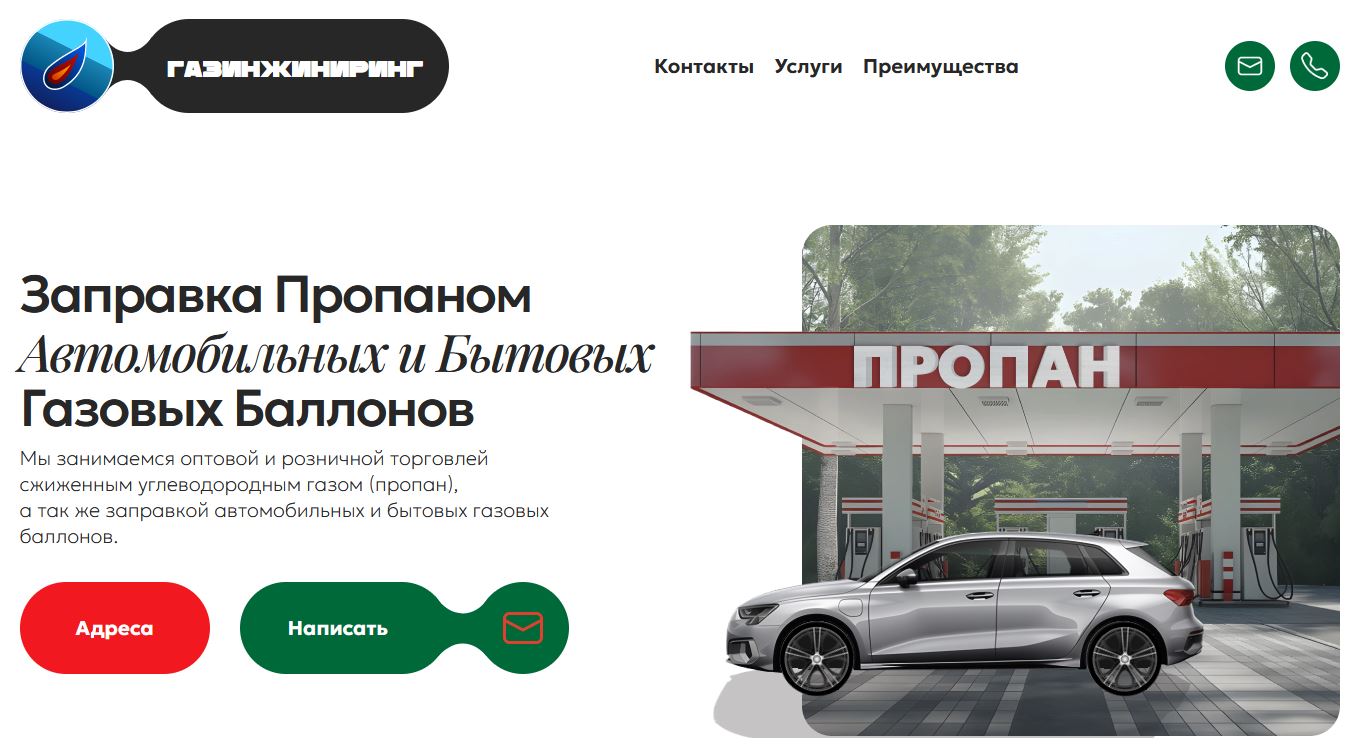 ГАЗИНЖИНИРИНГ
Контакты Услуги Преимущества
Заправка Пропаном
Автомобильных и Бытовых
Газовых Баллонов
Мы занимаемся оптовой и розничной торговлей
сжиженным углеводородным газом (пропан),
а так же заправкой автомобильных и бытовых газовых
баллонов.
Адреса
Написать
ПРОПАН